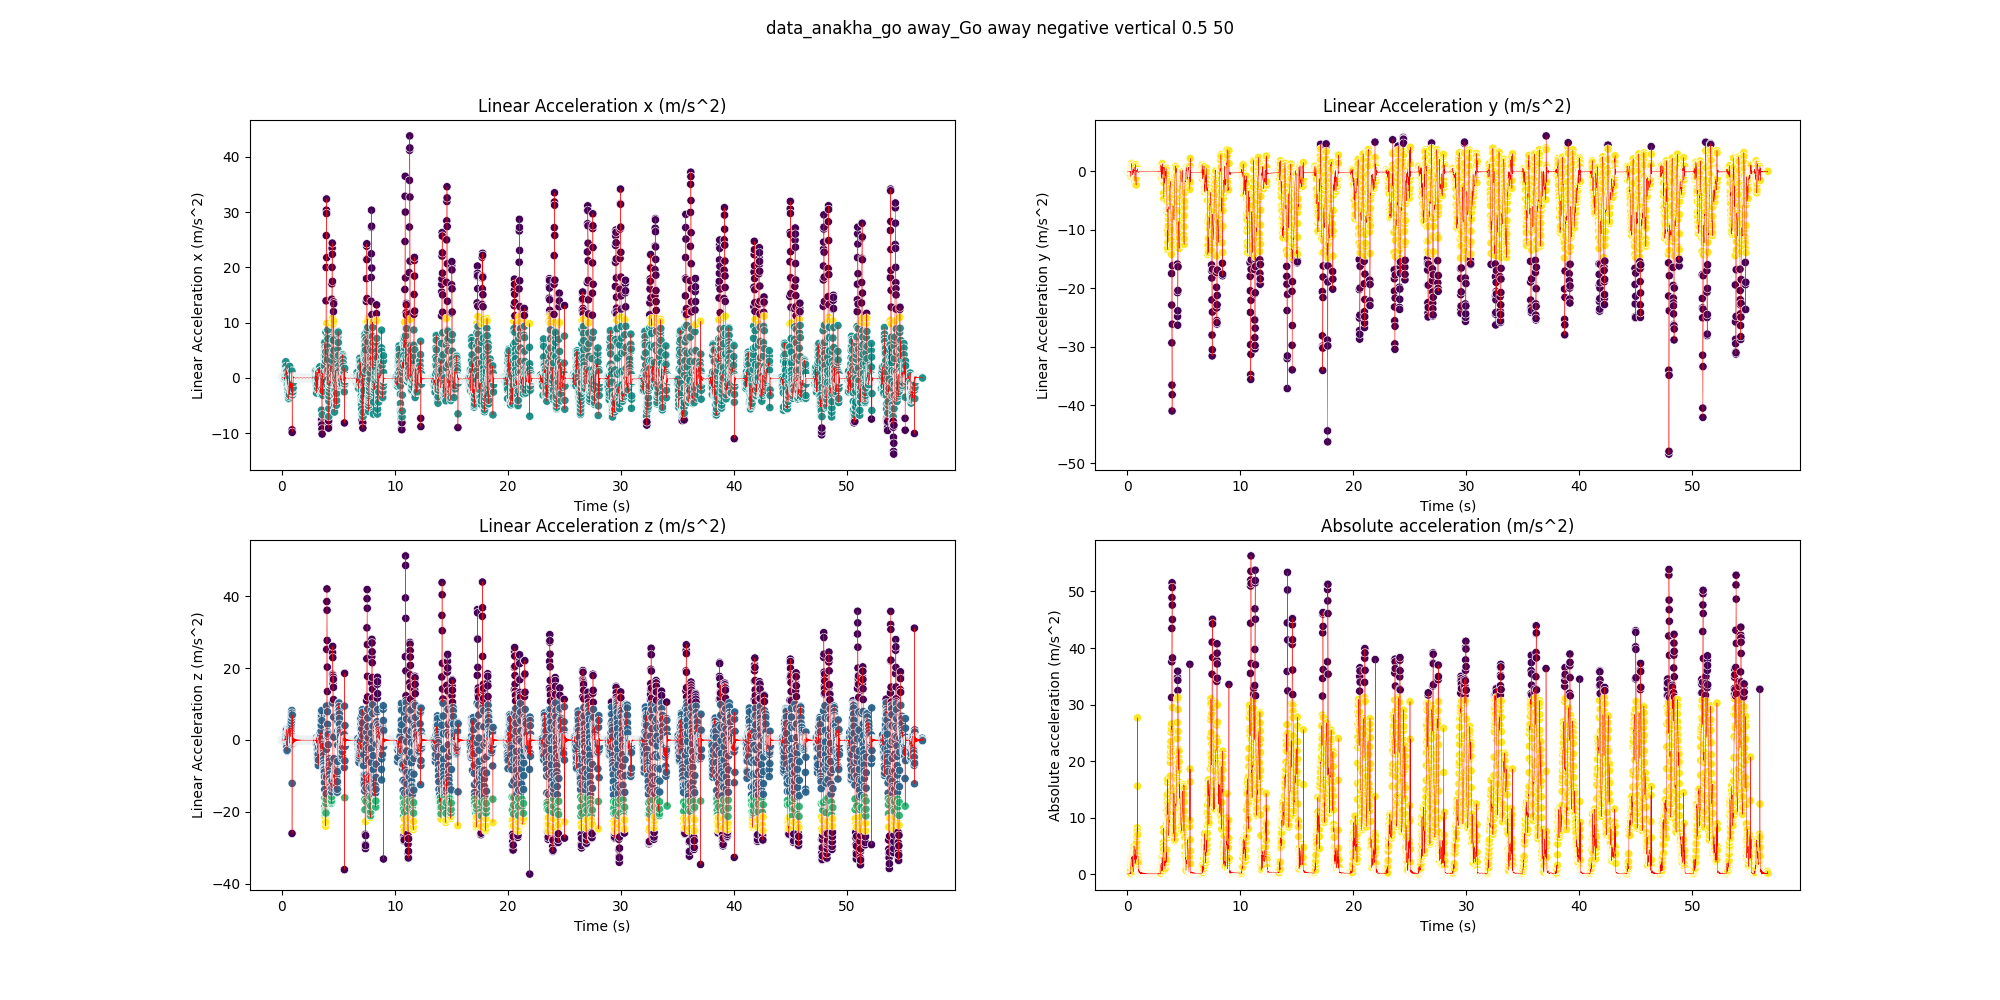 data_anakha_go away_Go away negative vertical 0.5 50
Linear Acceleration x (m/s^2)
Linear Acceleration x (m/s^2)
40
30
20
10
0
−10
0 10 20 30 40 50
Time (s)
Linear Acceleration y (m/s^2)
Linear Acceleration y (m/s^2)
0
−10
−20
−30
−40
−50
0 10 20 30 40 50
Time (s)
Linear Acceleration z (m/s^2)
Linear Acceleration z (m/s^2)
40
20
0
−20
−40
0 10 20 30 40 50
Time (s)
Absolute acceleration (m/s^2)
Absolute acceleration (m/s^2)
50
40
30
20
10
0
0 10 20 30 40 50
Time (s)